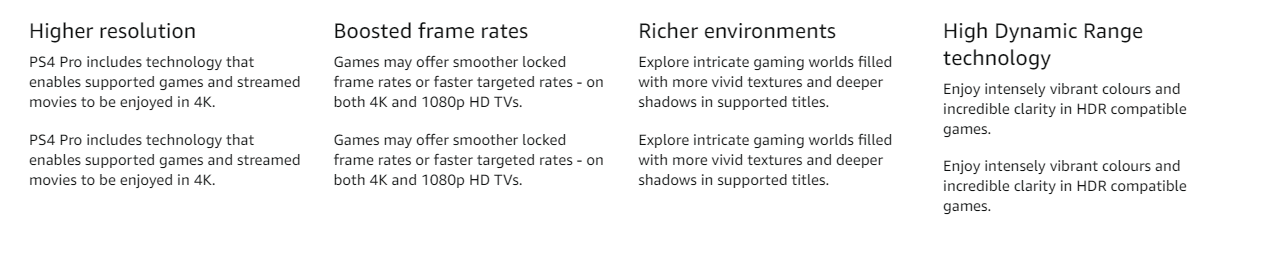 Higher resolution
PS4 Pro includes technology that
enables supported games and streamed
movies to be enjoyed in 4K.
PS4 Pro includes technology that
enables supported games and streamed
movies to be enjoyed in 4K.
Boosted frame rates
Games may offer smoother locked
frame rates or faster targeted rates - on
both 4K and 1080p HD TVs.
Games may offer smoother locked
frame rates or faster targeted rates - on
both 4K and 1080p HD TVs.
Richer environments
Explore intricate gaming worlds filled
with more vivid textures and deeper
shadows in supported titles.
Explore intricate gaming worlds filled
with more vivid textures and deeper
shadows in supported titles.
High Dynamic Range
technology
Enjoy intensely vibrant colours and
incredible clarity in HDR compatible
games.
Enjoy intensely vibrant colours and
incredible clarity in HDR compatible
games.